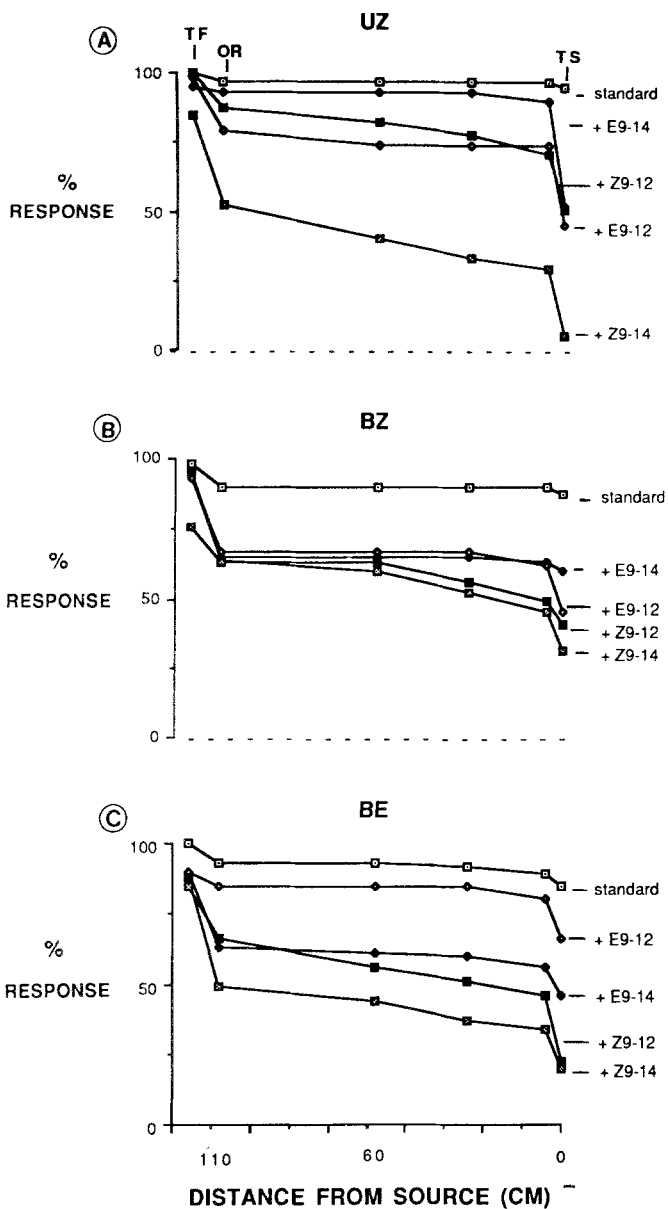 A
UZ
TF
OR
TS
100
50
0
%
RESPONSE
standard
+ E9-14
+ Z9-12
+ E9-12
+ Z9-14
B
BZ
100
50
0
%
RESPONSE
standard
+ E9-14
+ E9-12
+ Z9-12
+ Z9-14
C
BE
100
50
0
%
RESPONSE
standard
+ E9-12
+ E9-14
+ Z9-12
+ Z9-14
110
60
0
DISTANCE FROM SOURCE (CM)